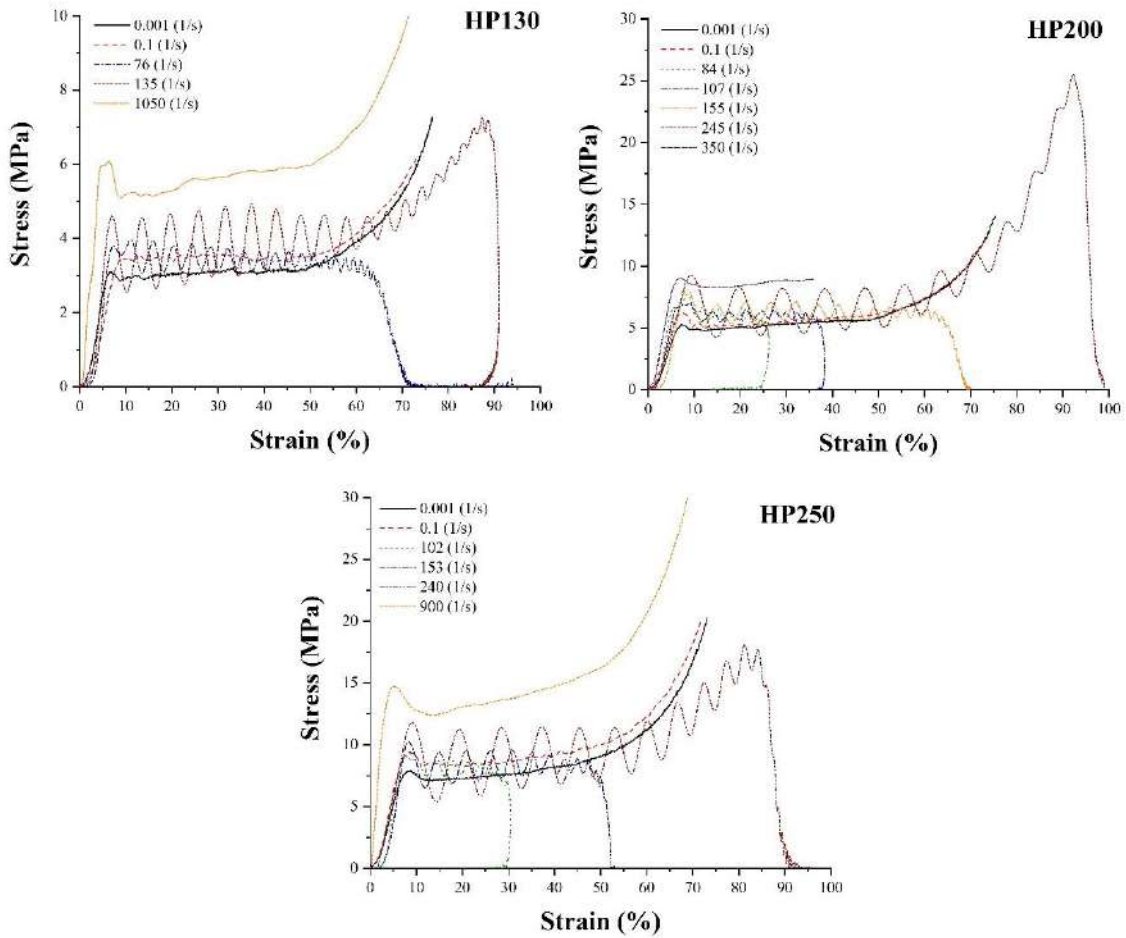 HP130
0.001 (1/s)
0.1 (1/s)
76 (1/s)
135 (1/s)
1050 (1/s)
10
8
6
4
2
0
0 10 20 30 40 50 60 70 80 90 100
Stress (MPa)
Strain (%)
HP200
0.001 (1/s)
0.1 (1/s)
84 (1/s)
107 (1/s)
155 (1/s)
245 (1/s)
350 (1/s)
30
25
20
15
10
5
0
0 10 20 30 40 50 60 70 80 90 100
Stress (MPa)
Strain (%)
HP250
0.001 (1/s)
0.1 (1/s)
102 (1/s)
153 (1/s)
240 (1/s)
900 (1/s)
30
25
20
15
10
5
0
0 10 20 30 40 50 60 70 80 90 100
Stress (MPa)
Strain (%)